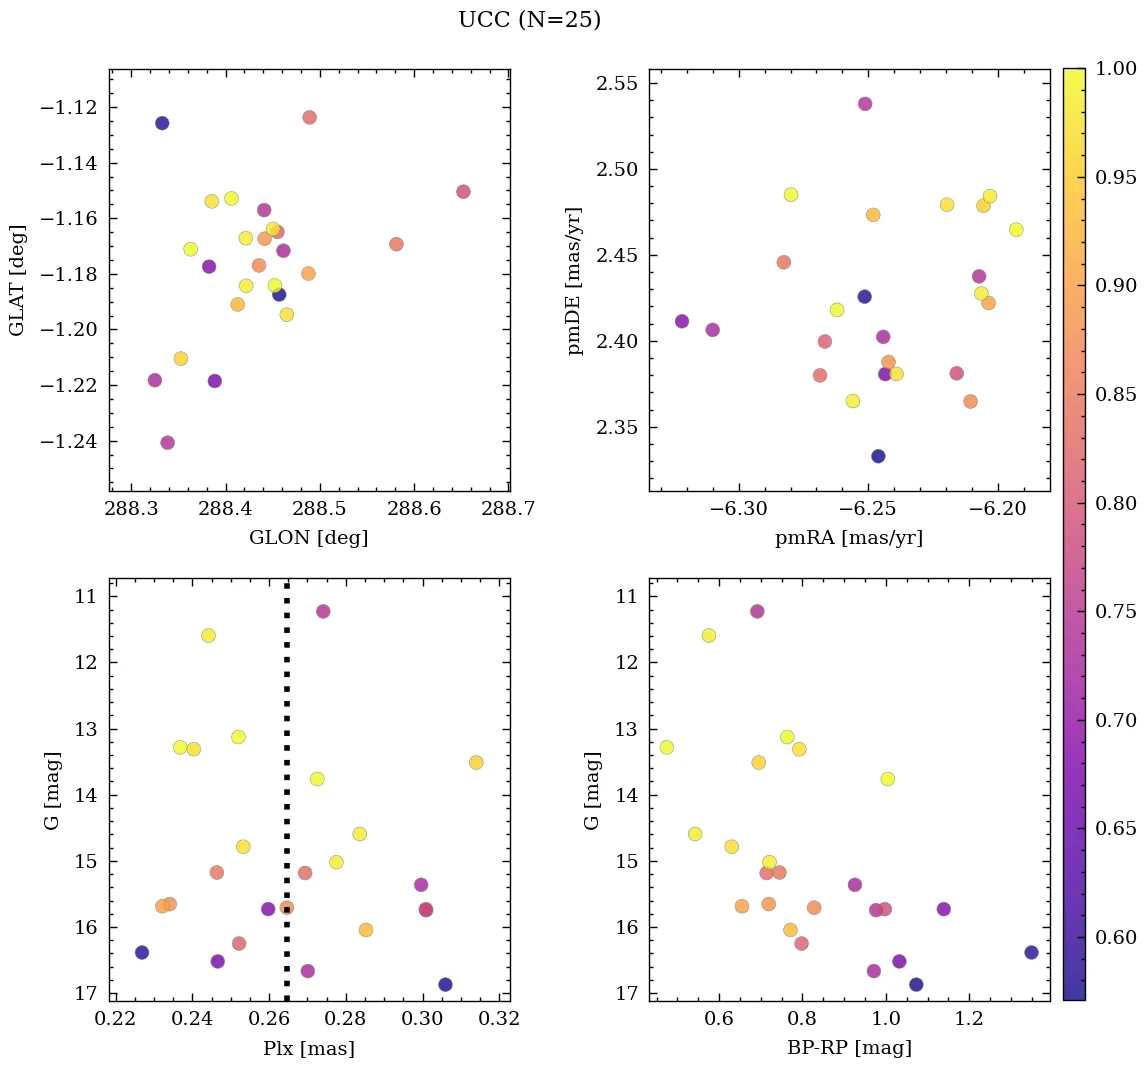 UCC (N=25)
−1.12
−1.14
−1.16
−1.18
−1.20
−1.22
−1.24
GLAT [deg]
288.3 288.4 288.5 288.6 288.7
GLON [deg]
2.55
2.50
2.45
2.40
2.35
pmDE [mas/yr]
−6.30 −6.25 −6.20
pmRA [mas/yr]
11
12
13
14
15
16
17
G [mag]
0.22 0.24 0.26 0.28 0.30 0.32
Plx [mas]
11
12
13
14
15
16
17
G [mag]
0.6 0.8 1.0 1.2
BP-RP [mag]
1.00
0.95
0.90
0.85
0.80
0.75
0.70
0.65
0.60